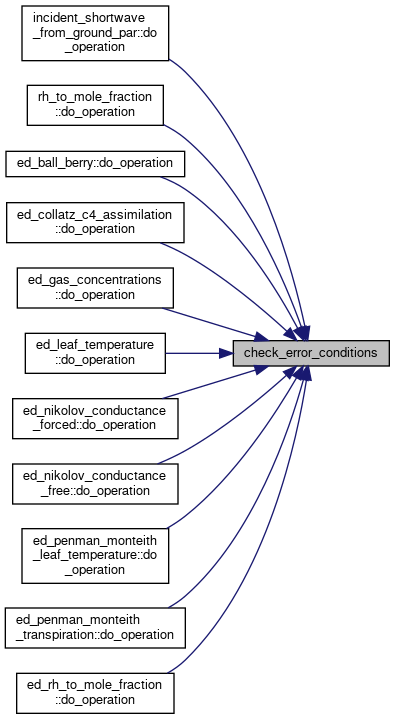 incident_shortwave
_from_ground_par::do
_operation
rh_to_mole_fraction
::do_operation
ed_ball_berry::do_operation
ed_collatz_c4_assimilation
::do_operation
ed_gas_concentrations
::do_operation
ed_leaf_temperature
::do_operation
check_error_conditions
ed_nikolov_conductance
_forced::do_operation
ed_nikolov_conductance
_free::do_operation
ed_penman_monteith
_leaf_temperature::do
_operation
ed_penman_monteith
_transpiration::do_operation
ed_rh_to_mole_fraction
::do_operation